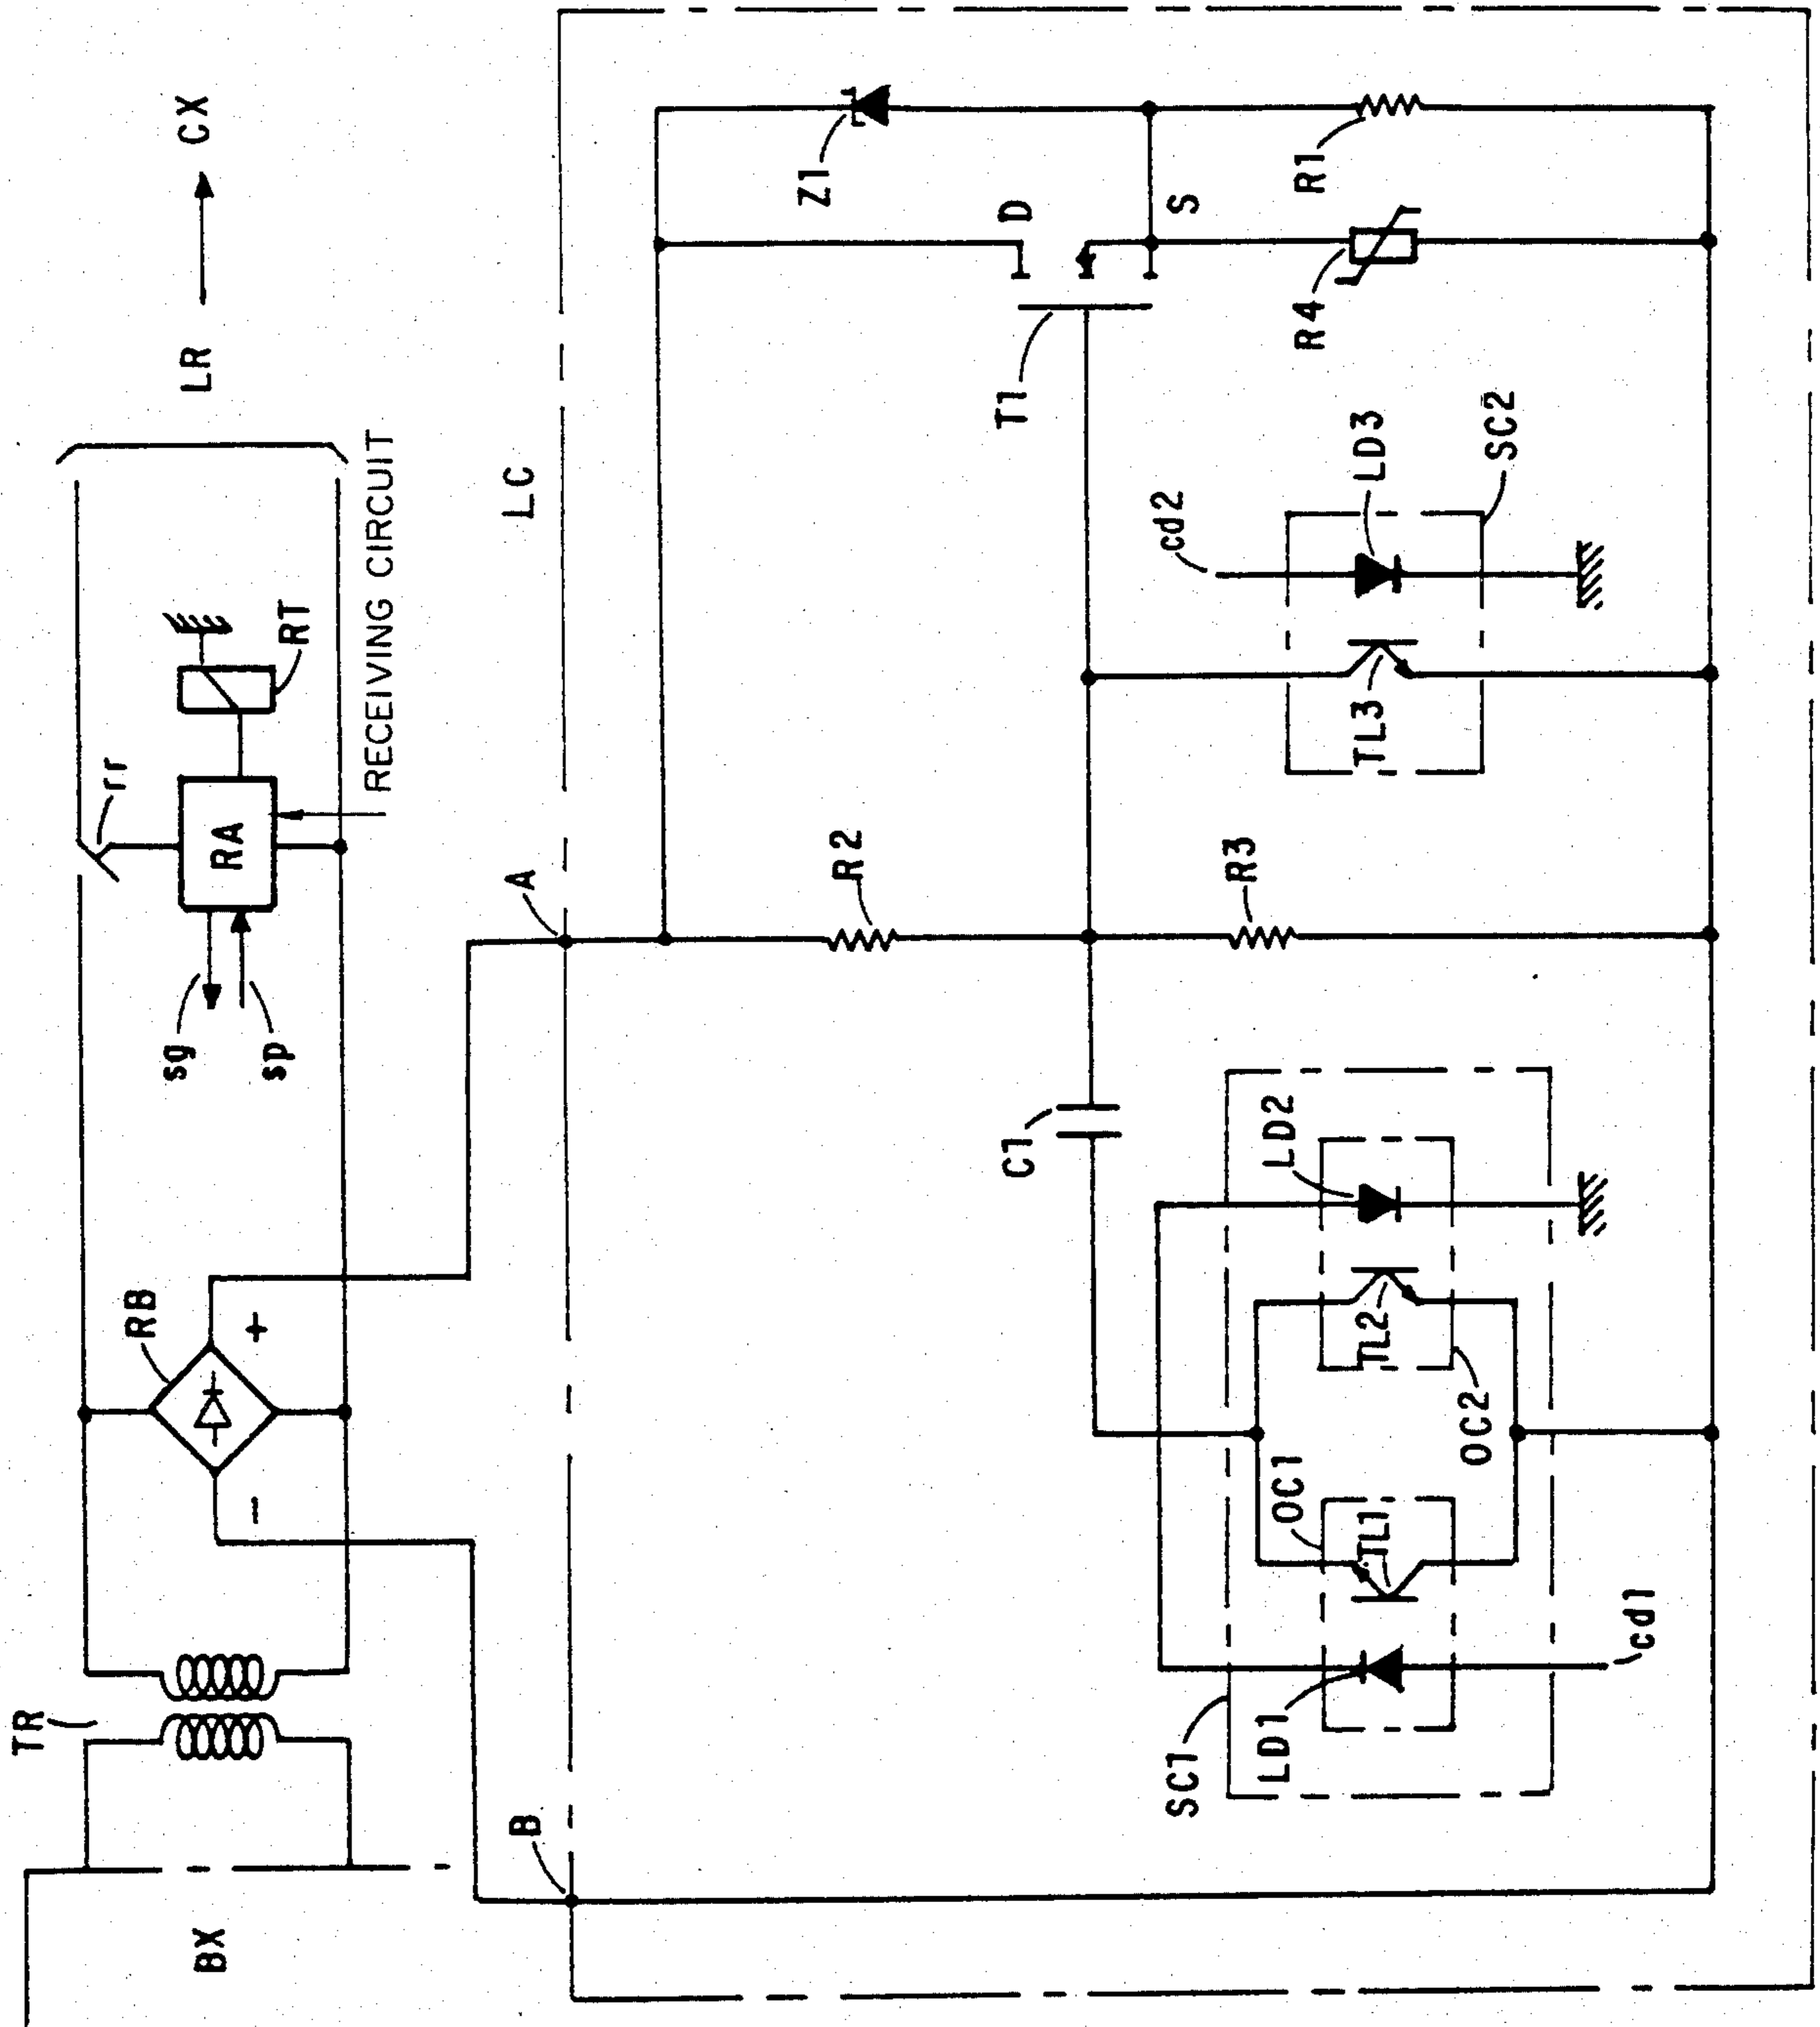 BX
TR
RB
-
+
rr
RA
RT
sg
sp
RECEIVING CIRCUIT
LR
CX
B
A
LC
Z1
D
S
T1
R1
R4
R2
R3
cd2
LD3
TL3
SC2
C1
SC1
LD1
TL1
OC1
cd1
LD2
TL2
OC2